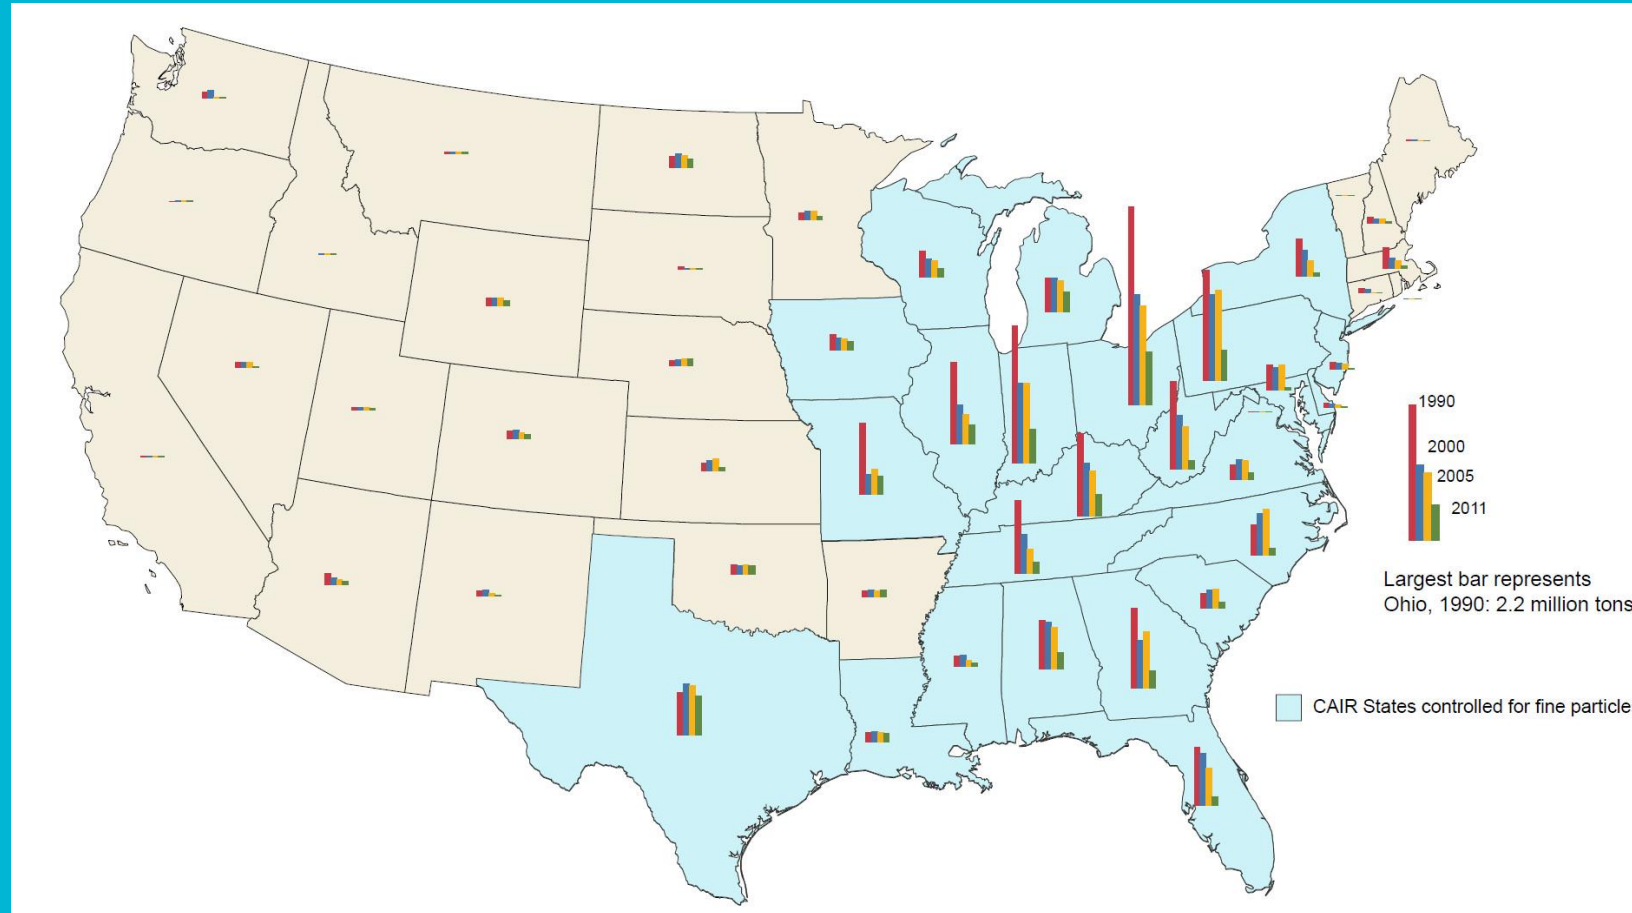 1990
2000
2005
2011
Largest bar represents
Ohio, 1990: 2.2 million tons
CAIR States controlled for fine particle